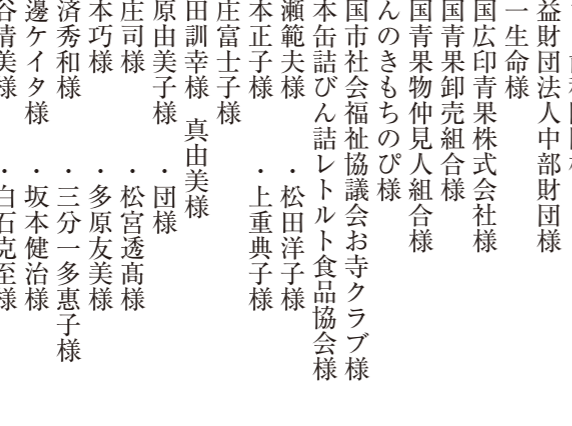 益財団法人中部財団様
一生命様
国広印青果株式会社様
国青果卸売組合様
国青果物仲見人組合様
んのきもちのぴ様
国市社会福祉協議会お寺クラブ様
本缶詰びん詰レトルト食品協会様
瀬範夫様 ・松田洋子様
本正子様 ・上重典子様
庄富士子様
田訓幸様 真由美様
原由美子様 ・団様
庄司様 ・松宮透髙様
本巧様 ・多原友美様
済秀和様 ・三分一多惠子様
邊ケイタ様 ・坂本健治様
谷清美様 ・白石克至様